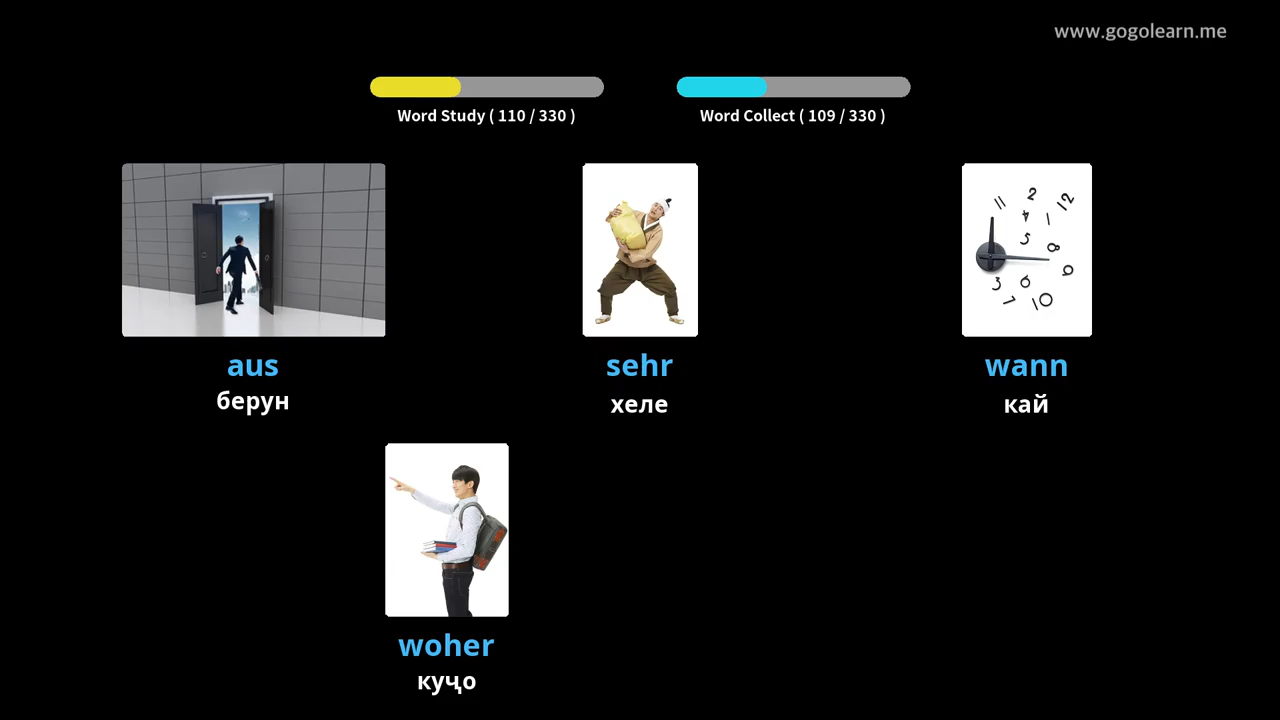 www.gogolearn.me
Word Study ( 110 / 330 )
Word Collect ( 109 / 330 )
aus
берун
sehr
хеле
wann
кай
woher
куҷо